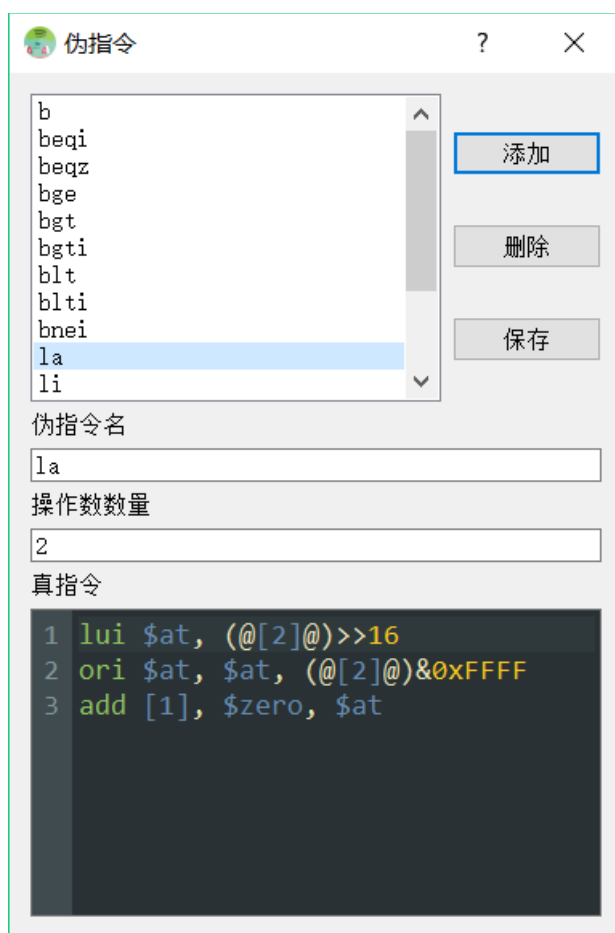 伪指令
?
b
beqi
beqz
bge
bgt
bgti
blt
blti
bnei
la
li
添加
删除
保存
伪指令名
la
操作数数量
2
真指令
1 lui $at, (@[2]@)>>16
2 ori $at, $at, (@[2]@)&0xFFFF
3 add [1], $zero, $at